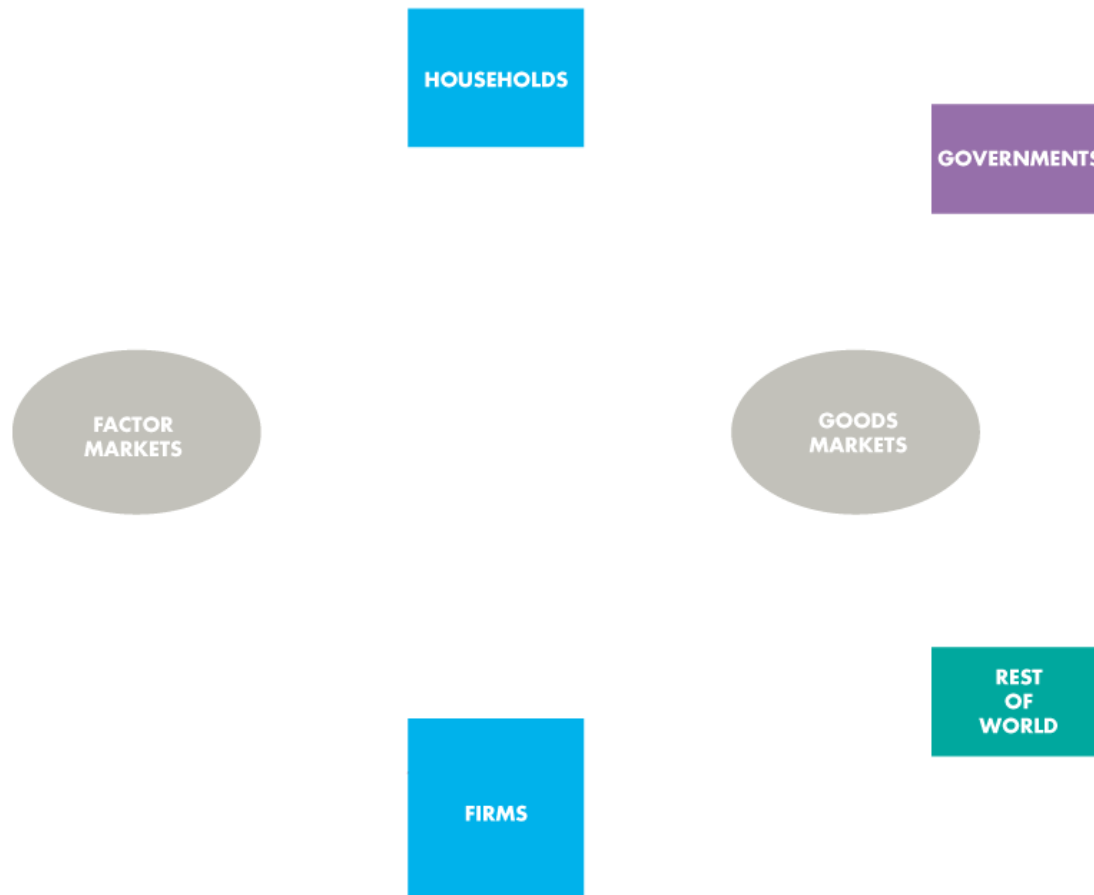 HOUSEHOLDS
GOVERNMENTS
FACTOR
MARKETS
GOODS
MARKETS
REST
OF
WORLD
FIRMS